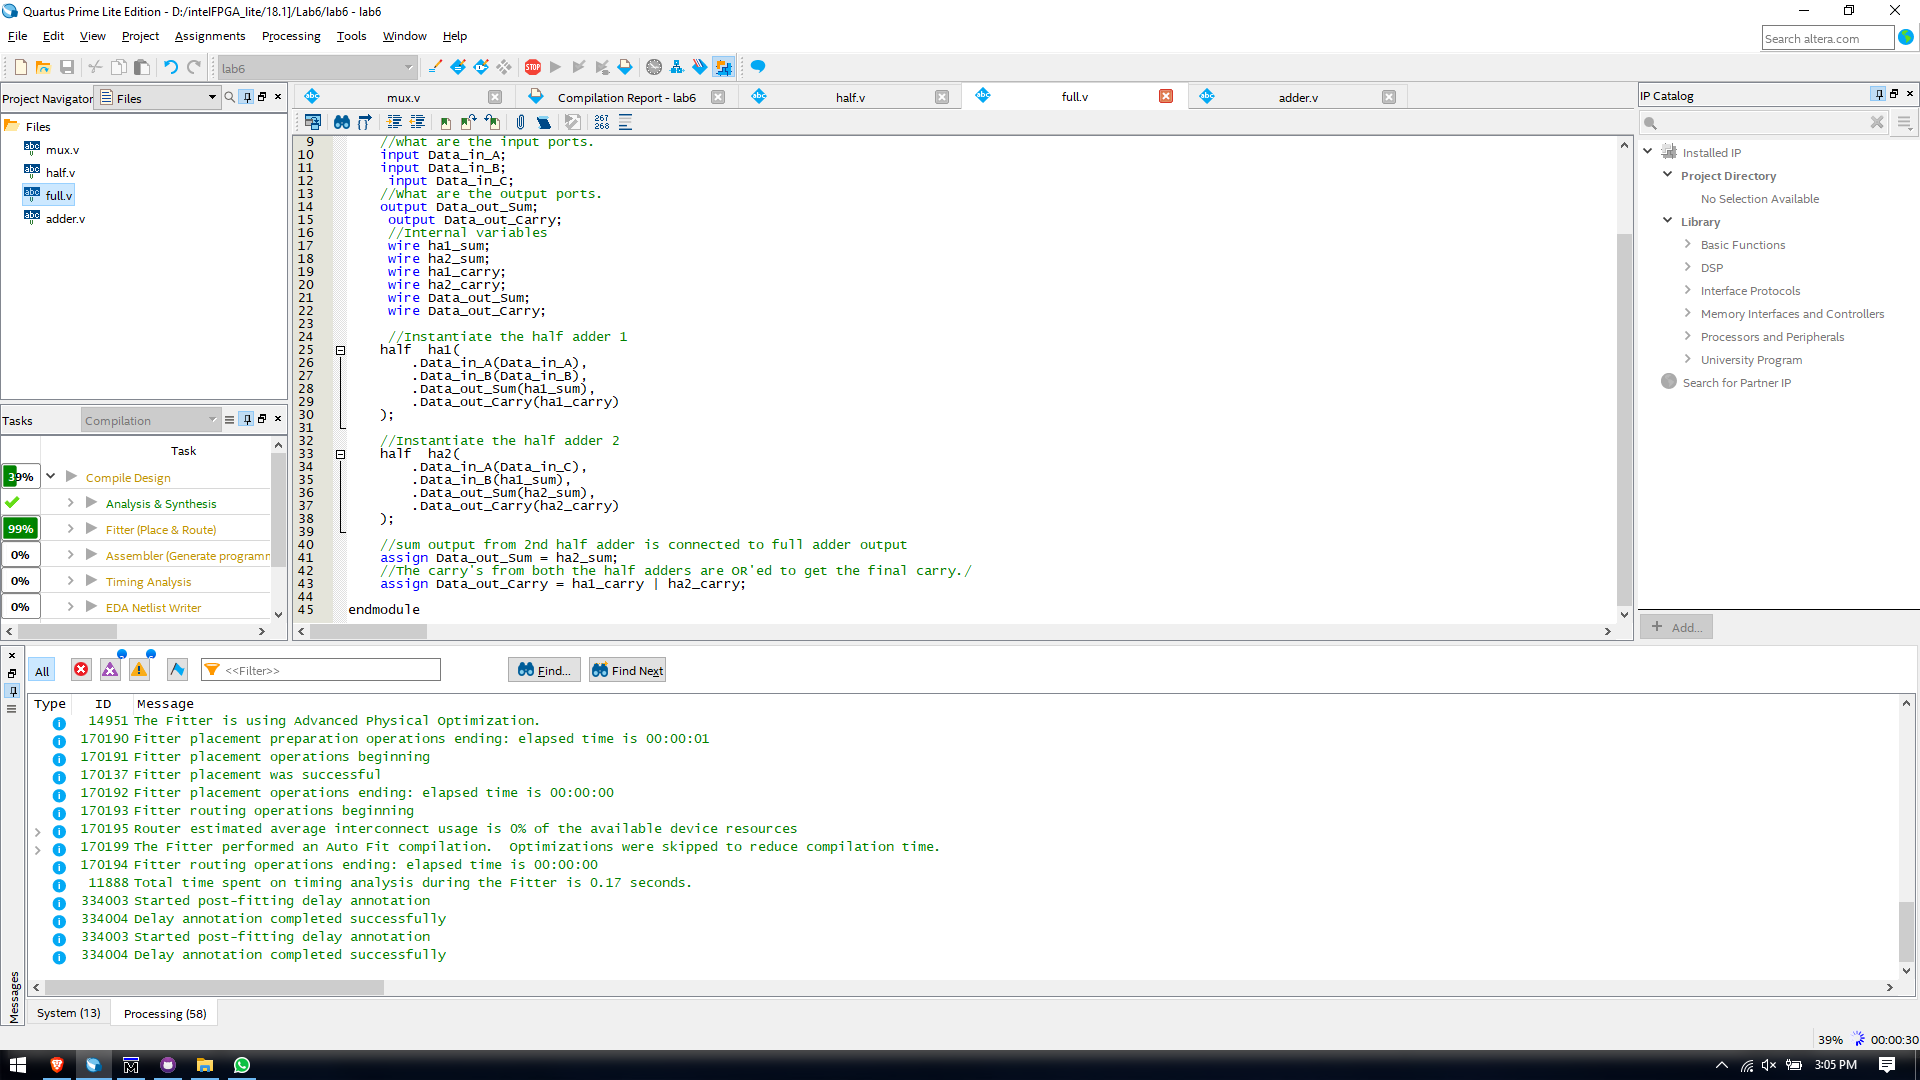 Quartus Prime Lite Edition - D:/intelFPGA_lite/18.1]/Lab6/lab6 - lab6
File Edit View Project Assignments Processing Tools Window Help
Search altera.com
lab6
Project Navigator Files
mux.v Compilation Report - lab6 half.v full.v adder.v
IP Catalog
267
268
Files
mux.v
half.v
full.v
adder.v
9 //What are the input ports.
10 input Data_in_A;
11 input Data_in_B;
12 input Data_in_C;
13 //What are the output ports.
14 output Data_out_Sum;
15 output Data_out_Carry;
16 //Internal variables
17 wire ha1_sum;
18 wire ha2_sum;
19 wire ha1_carry;
20 wire ha2_carry;
21 wire Data_out_Sum;
22 wire Data_out_Carry;
23
24 //Instantiate the half adder 1
25 half ha1(
26 .Data_in_A(Data_in_A),
27 .Data_in_B(Data_in_B),
28 .Data_out_Sum(ha1_sum),
29 .Data_out_Carry(ha1_carry)
30 );
31
32 //Instantiate the half adder 2
33 half ha2(
34 .Data_in_A(Data_in_C),
35 .Data_in_B(ha1_sum),
36 .Data_out_Sum(ha2_sum),
37 .Data_out_Carry(ha2_carry)
38 );
39
40 //sum output from 2nd half adder is connected to full adder output
41 assign Data_out_Sum = ha2_sum;
42 //The carry's from both the half adders are OR'ed to get the final carry./
43 assign Data_out_Carry = ha1_carry | ha2_carry;
44
45 endmodule
Installed IP
Project Directory
No Selection Available
Library
Basic Functions
DSP
Interface Protocols
Memory Interfaces and Controllers
Processors and Peripherals
University Program
Search for Partner IP
+ Add...
Tasks Compilation
Task
39% Compile Design
Analysis & Synthesis
99% Fitter (Place & Route)
0% Assembler (Generate programm
0% Timing Analysis
0% EDA Netlist Writer
All <<Filter>> Find... Find Next
Type ID Message
14951 The Fitter is using Advanced Physical Optimization.
170190 Fitter placement preparation operations ending: elapsed time is 00:00:01
170191 Fitter placement operations beginning
170137 Fitter placement was successful
170192 Fitter placement operations ending: elapsed time is 00:00:00
170193 Fitter routing operations beginning
170195 Router estimated average interconnect usage is 0% of the available device resources
170199 The Fitter performed an Auto Fit compilation.  Optimizations were skipped to reduce compilation time.
170194 Fitter routing operations ending: elapsed time is 00:00:00
11888 Total time spent on timing analysis during the Fitter is 0.17 seconds.
334003 Started post-fitting delay annotation
334004 Delay annotation completed successfully
334003 Started post-fitting delay annotation
334004 Delay annotation completed successfully
Messages
System (13) Processing (58)
39% 00:00:30
3:05 PM